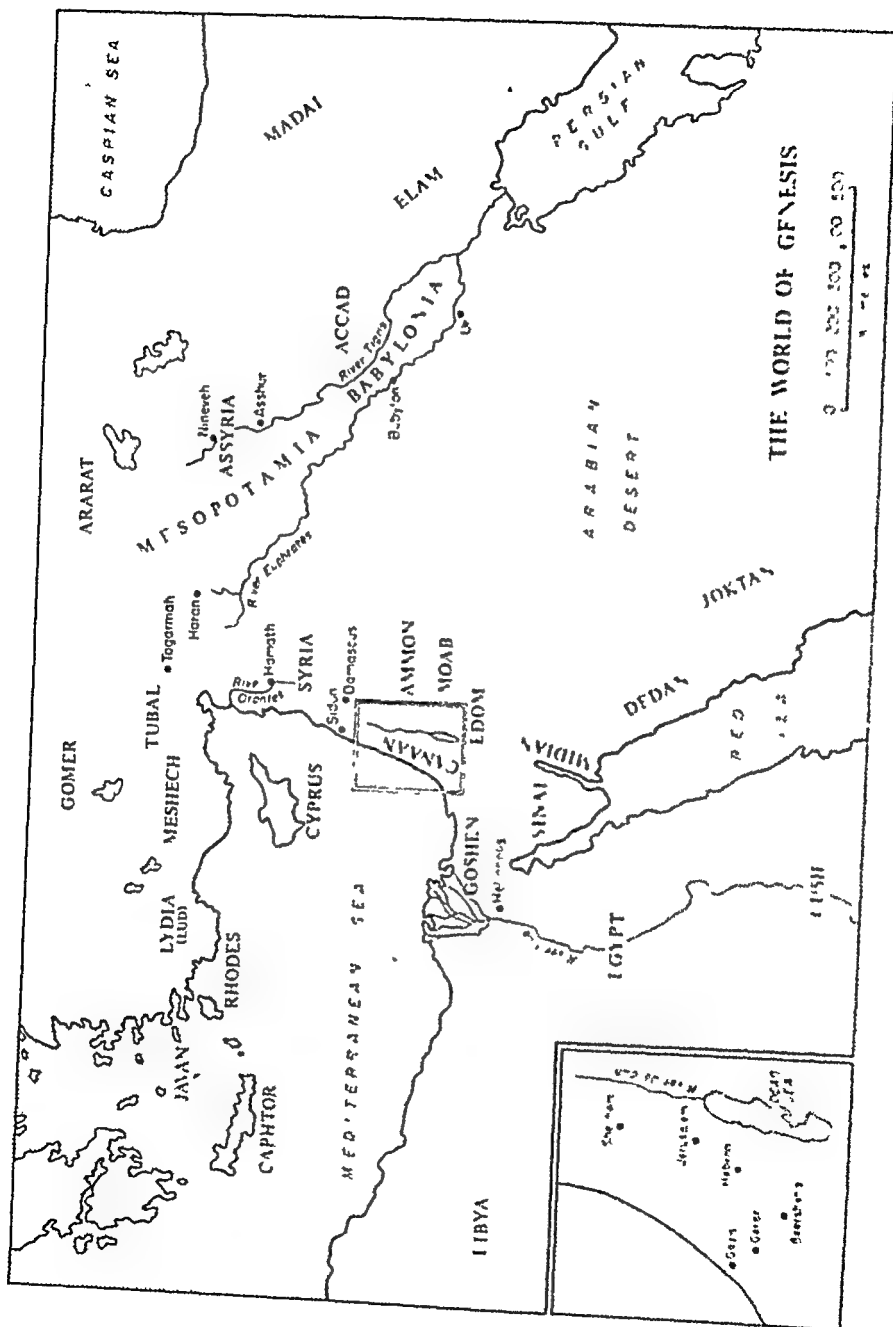 CASPIAN SEA
GOMER
ARARAT
MADAI
TUBAL
MESHECH
Togarmah
LYDIA
(LUD)
Haran
Nineveh
ASSYRIA
Asshur
MESOPOTAMIA
JAVAN
RHODES
CAPHTOR
CYPRUS
River Euphrates
River
Orontes
Hamath
SYRIA
ACCAD
River Tigris
BABYLONIA
Babylon
ELAM
Sidon
Damascus
MEDITERRANEAN SEA
CANAAN
AMMON
MOAB
EDOM
PERSIAN
GULF
LIBYA
GOSHEN
SINAI
MIDIAN
ARABIAN
DESERT
EGYPT
DEDAN
RED
JOKTAN
THE WORLD OF GENESIS
0
Jerusalem
Hebron
Gerar
Beersheba
DEAD